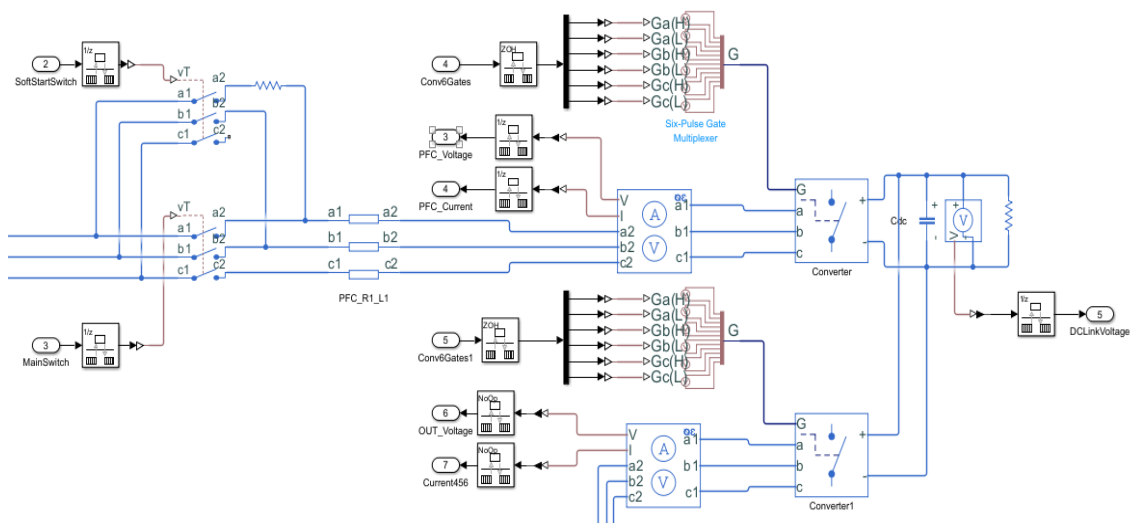 2
SoftStartSwitch
1/z
vT
a1
a2
b1
b2
c1
c2
3
MainSwitch
1/z
vT
a1
a2
b1
b2
c1
c2
a1
a2
b1
b2
c1
c2
PFC_R1_L1
4
Conv6Gates
ZOH
Ga(H)
Ga(L)
Gb(H)
Gb(L)
Gc(H)
Gc(L)
G
Six-Pulse Gate
Multiplexer
3
PFC_Voltage
1/z
4
PFC_Current
1/z
V
I
a2
b2
c2
A
V
a1
b1
c1
G
a
b
c
+
-
Converter
Cdc
+
-
+
V
V
-
1/z
5
DCLinkVoltage
5
Conv6Gates1
ZOH
Ga(H)
Ga(L)
Gb(H)
Gb(L)
Gc(H)
Gc(L)
G
6
OUT_Voltage
NoOp
7
Current456
NoOp
V
I
a2
b2
c2
A
V
a1
b1
c1
G
a
b
c
+
-
Converter1